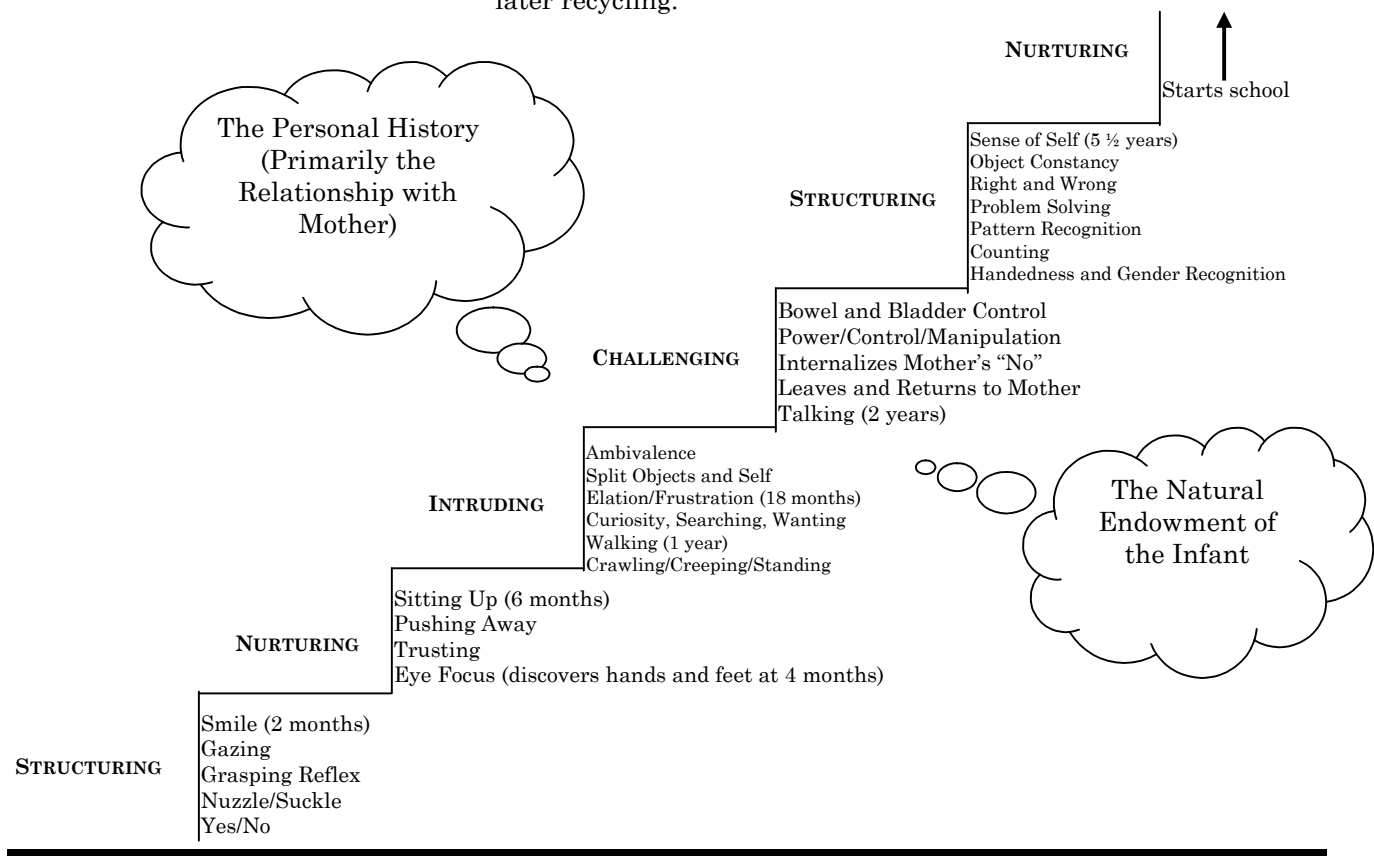 later recycling.
NURTURING
Starts school
The Personal History
(Primarily the
Relationship with
Mother)
STRUCTURING
Sense of Self (5 ½ years)
Object Constancy
Right and Wrong
Problem Solving
Pattern Recognition
Counting
Handedness and Gender Recognition
CHALLENGING
Bowel and Bladder Control
Power/Control/Manipulation
Internalizes Mother’s “No”
Leaves and Returns to Mother
Talking (2 years)
INTRUDING
Ambivalence
Split Objects and Self
Elation/Frustration (18 months)
Curiosity, Searching, Wanting
Walking (1 year)
Crawling/Creeping/Standing
The Natural
Endowment of
the Infant
NURTURING
Sitting Up (6 months)
Pushing Away
Trusting
Eye Focus (discovers hands and feet at 4 months)
STRUCTURING
Smile (2 months)
Gazing
Grasping Reflex
Nuzzle/Suckle
Yes/No